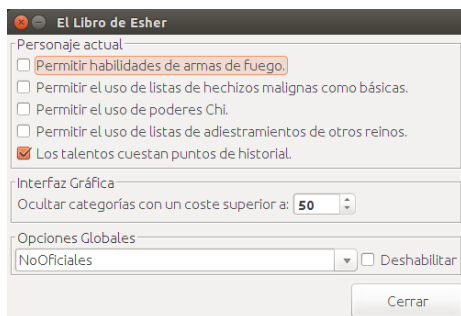 El Libro de Esher
Personaje actual
Permitir habilidades de armas de fuego.
Permitir el uso de listas de hechizos malignas como básicas.
Permitir el uso de poderes Chi.
Permitir el uso de listas de adiestramientos de otros reinos.
Los talentos cuestan puntos de historial.
Interfaz Gráfica
Ocultar categorías con un coste superior a: 50
Opciones Globales
NoOficiales Deshabilitar
Cerrar